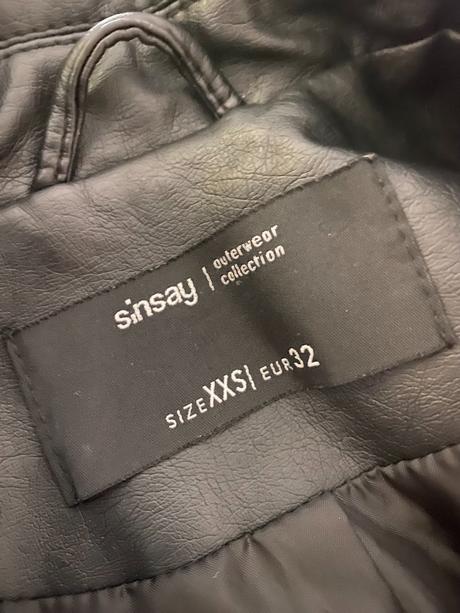 sinsay | outerwear
collection
SIZE XXS | EUR 32